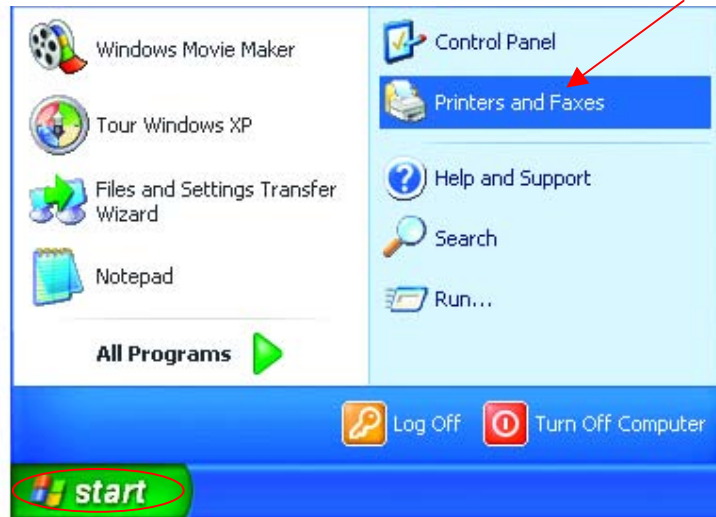 Windows Movie Maker
Tour Windows XP
Files and Settings Transfer
Wizard
Notepad
All Programs
Control Panel
Printers and Faxes
Help and Support
Search
Run...
Log Off
Turn Off Computer
start